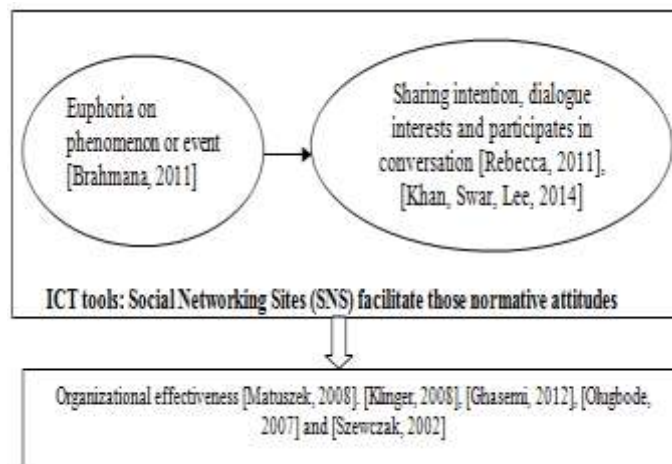 Euphoria on
phenomenon or event
[Brahmana, 2011]
Sharing intention, dialogue
interests and participates in
conversation [Rebecca, 2011],
[Khan, Swar, Lee, 2014]
ICT tools: Social Networking Sites (SNS) facilitate those normative attitudes
Organizational effectiveness [Matuszek, 2008]. [Klinger, 2008], [Ghasemi, 2012], [Olugbode,
2007] and [Szewczak, 2002]